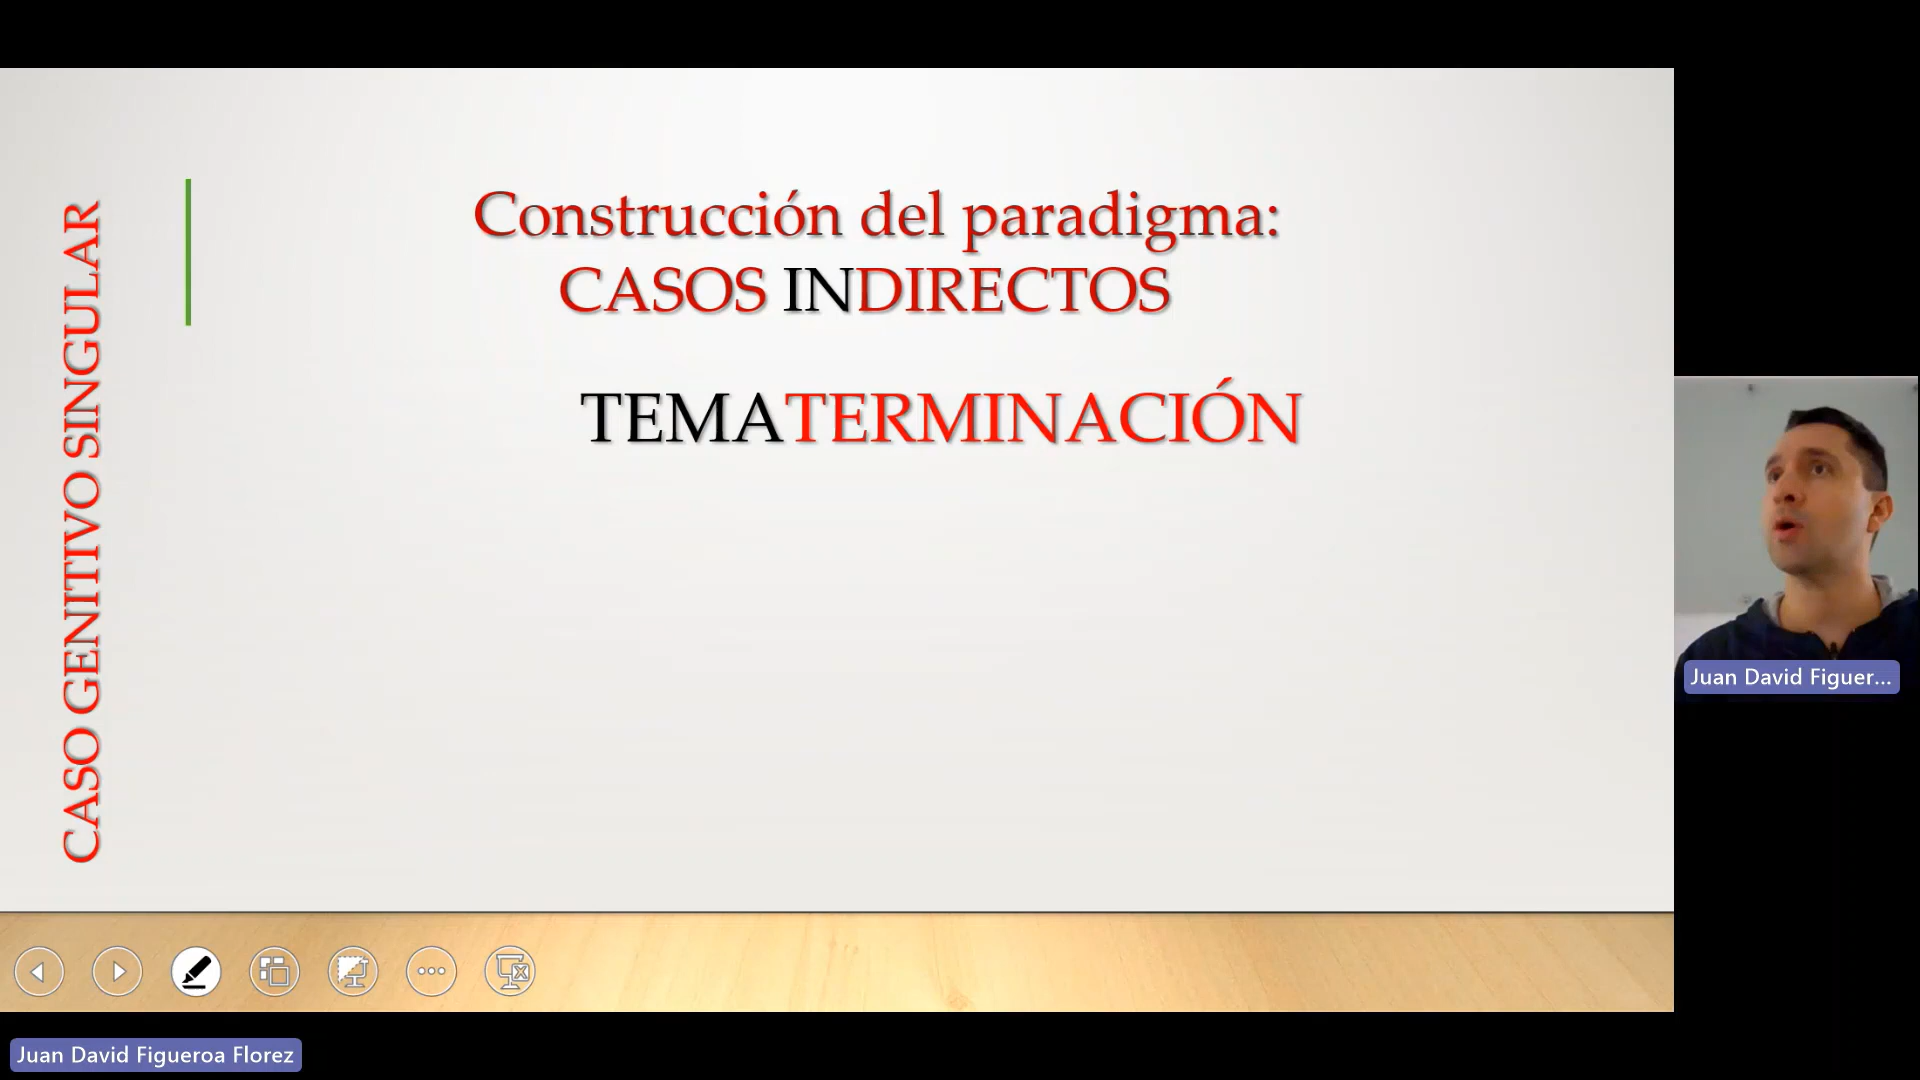 Construcción del paradigma:
CASOS INDIRECTOS
TEMATERMINACIÓN
CASO GENITIVO SINGULAR
Juan David Figuer...
Juan David Figueroa Florez